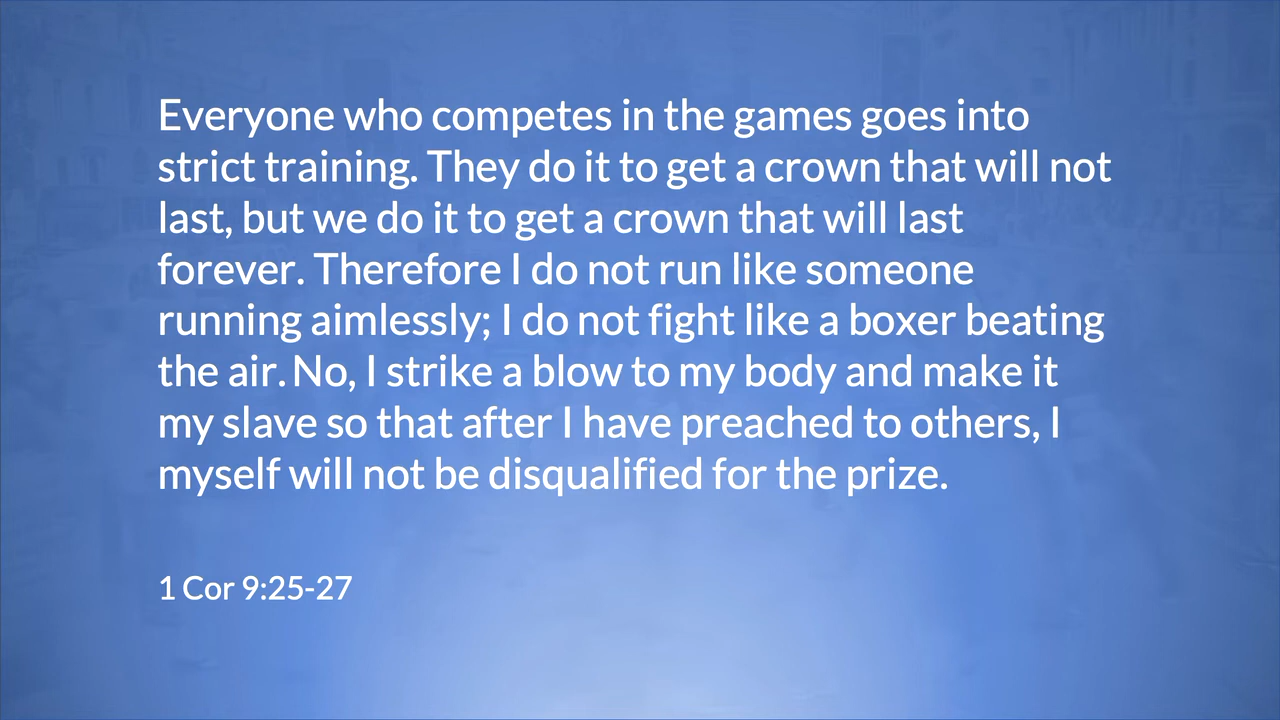 Everyone who competes in the games goes into
strict training. They do it to get a crown that will not
last, but we do it to get a crown that will last
forever. Therefore I do not run like someone
running aimlessly; I do not fight like a boxer beating
the air. No, I strike a blow to my body and make it
my slave so that after I have preached to others, I
myself will not be disqualified for the prize.
1 Cor 9:25-27